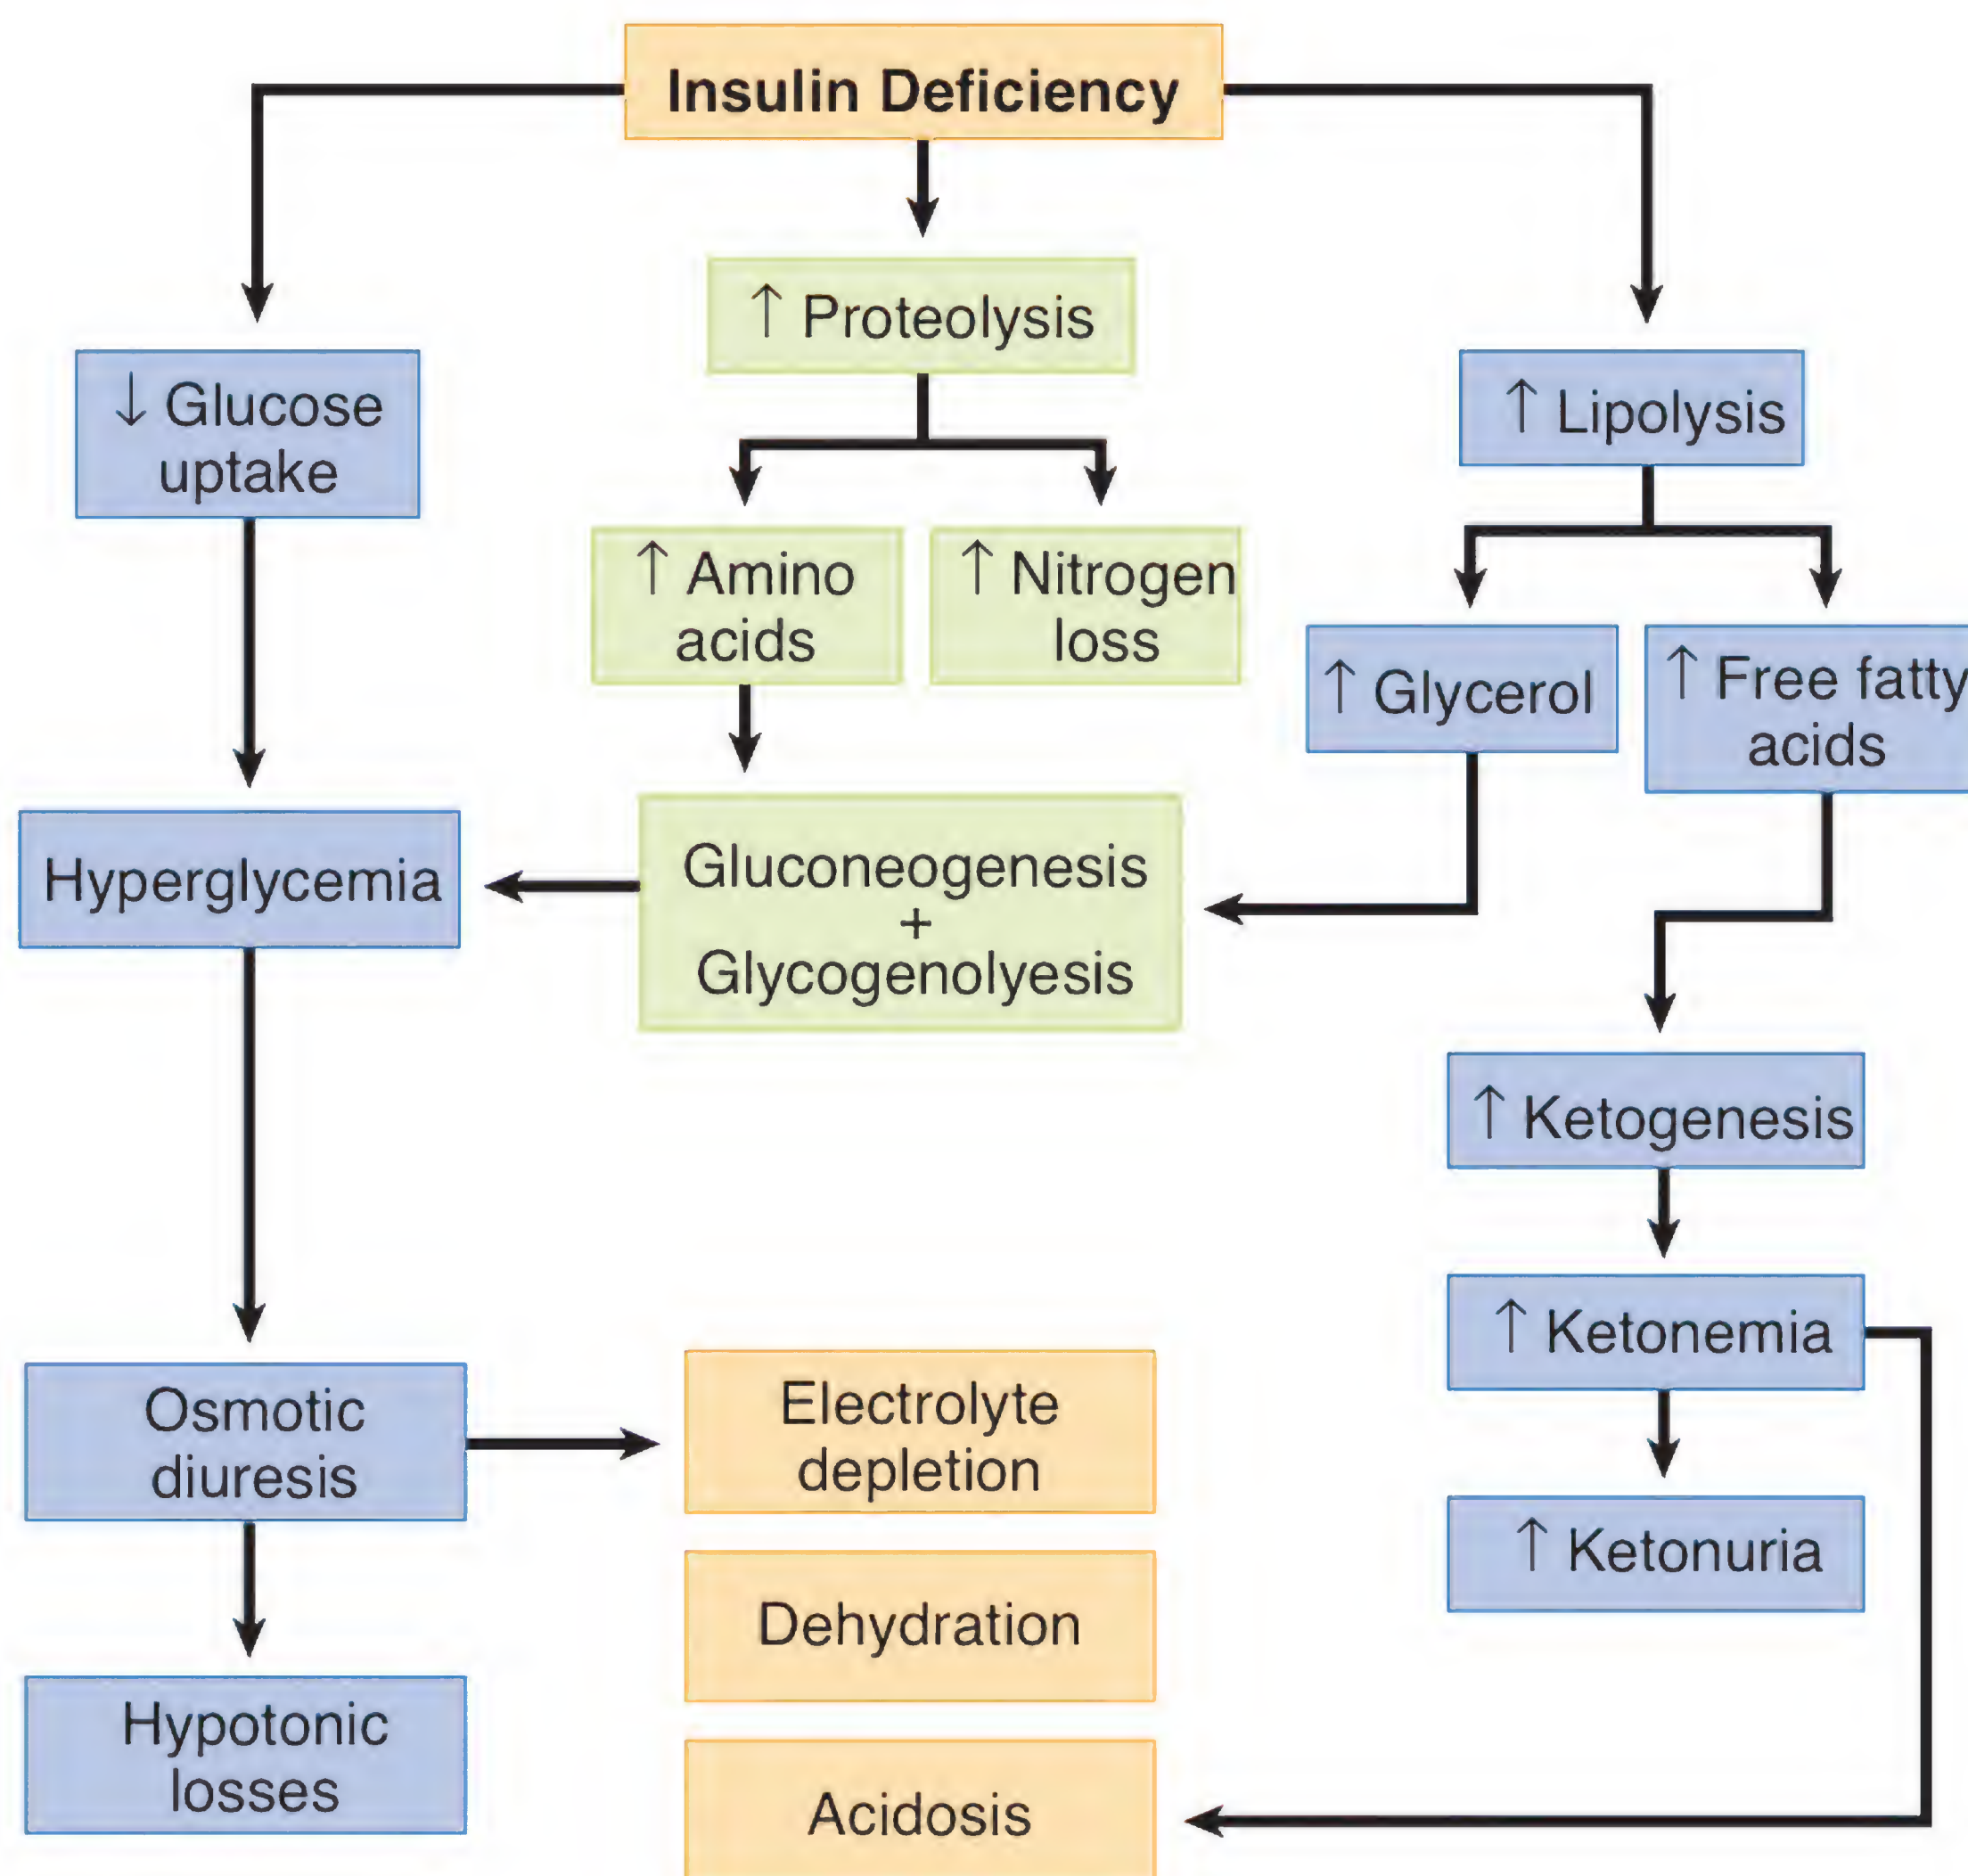 Insulin Deficiency
↑ Proteolysis
↓ Glucose
uptake
↑ Lipolysis
↑ Amino
acids
↑ Nitrogen
loss
↑ Glycerol
↑ Free fatty
acids
Hyperglycemia
Gluconeogenesis
+
Glycogenolyesis
↑ Ketogenesis
↑ Ketonemia
Osmotic
diuresis
Electrolyte
depletion
↑ Ketonuria
Dehydration
Hypotonic
losses
Acidosis